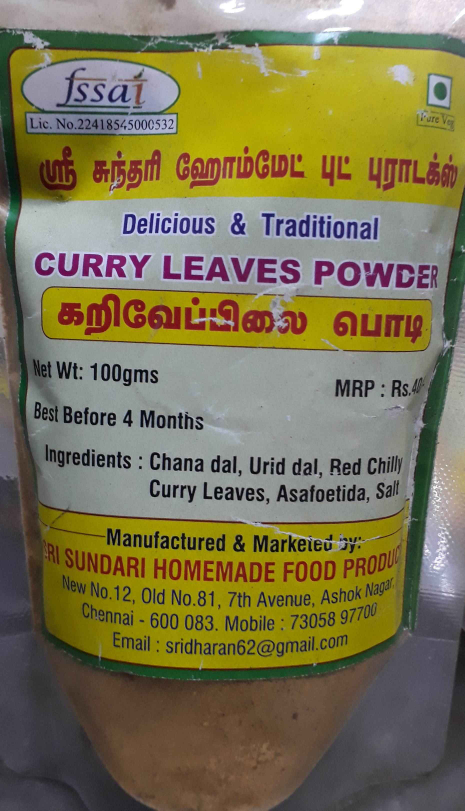 fssai
Lic. No.22418545000532
Pure Veg
ஸ்ரீ சுந்தரி ஹோம்மேட் புட் புராடக்ஸ்
Delicious & Traditional
CURRY LEAVES POWDER
கறிவேப்பிலை பொடி
Net Wt: 100gms
MRP : Rs.40/-
Best Before 4 Months
Ingredients : Chana dal, Urid dal, Red Chilly
Curry Leaves, Asafoetida, Salt
Manufactured & Marketed by:
SRI SUNDARI HOMEMADE FOOD PRODUC
New No.12, Old No.81, 7th Avenue, Ashok Nagar,
Chennai - 600 083. Mobile : 73058 97700
Email : sridharan62@gmail.com